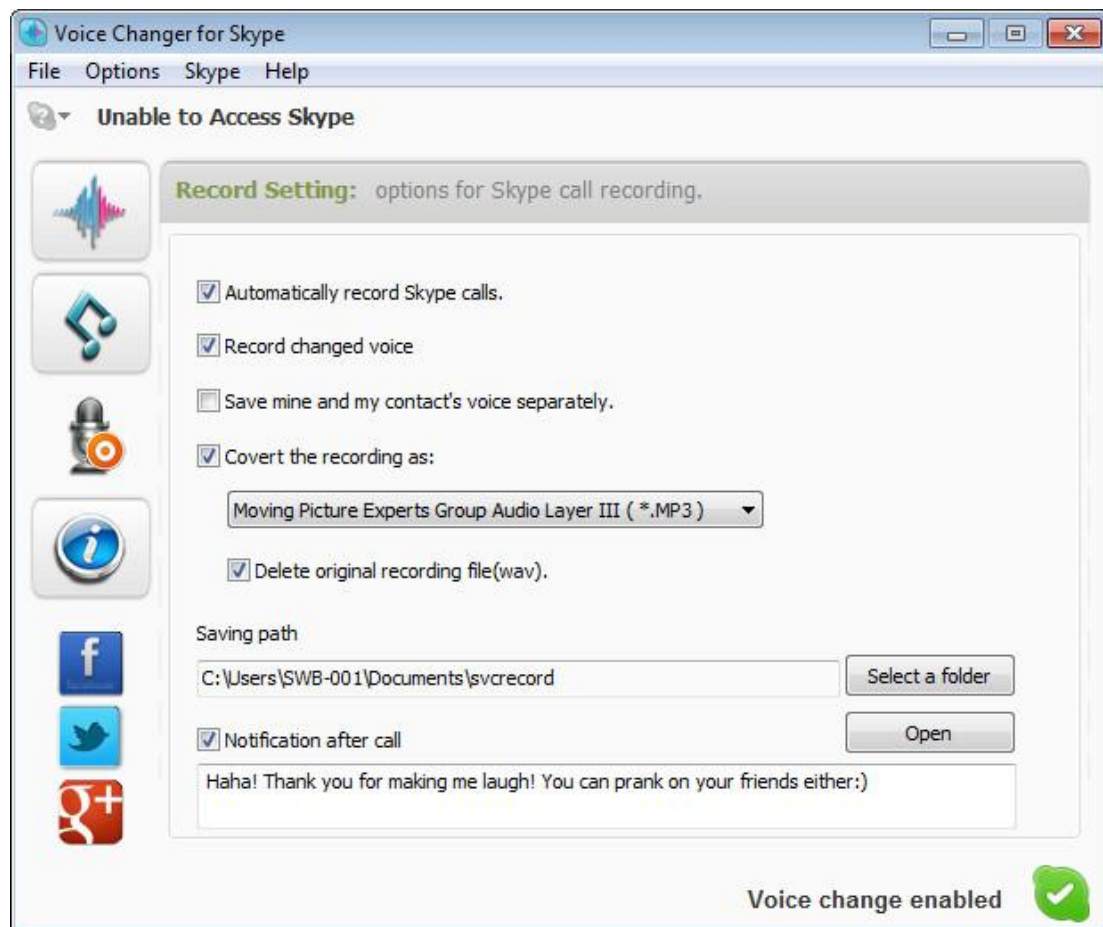 Voice Changer for Skype
File Options Skype Help
Unable to Access Skype
Record Setting: options for Skype call recording.
Automatically record Skype calls.
Record changed voice
Save mine and my contact's voice separately.
Covert the recording as:
Moving Picture Experts Group Audio Layer III ( *.MP3 )
Delete original recording file(wav).
Saving path
C:\Users\SWB-001\Documents\svcrecord
Select a folder
Notification after call
Open
Haha! Thank you for making me laugh! You can prank on your friends either:)
Voice change enabled